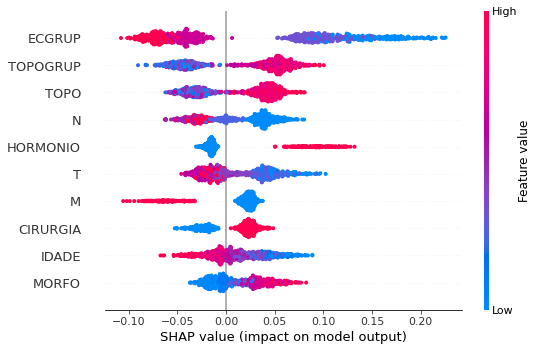 High
ECGRUP
TOPOGRUP
TOPO
N
HORMONIO
T
M
CIRURGIA
IDADE
MORFO
Feature value
Low
−0.10 −0.05 0.00 0.05 0.10 0.15 0.20
SHAP value (impact on model output)